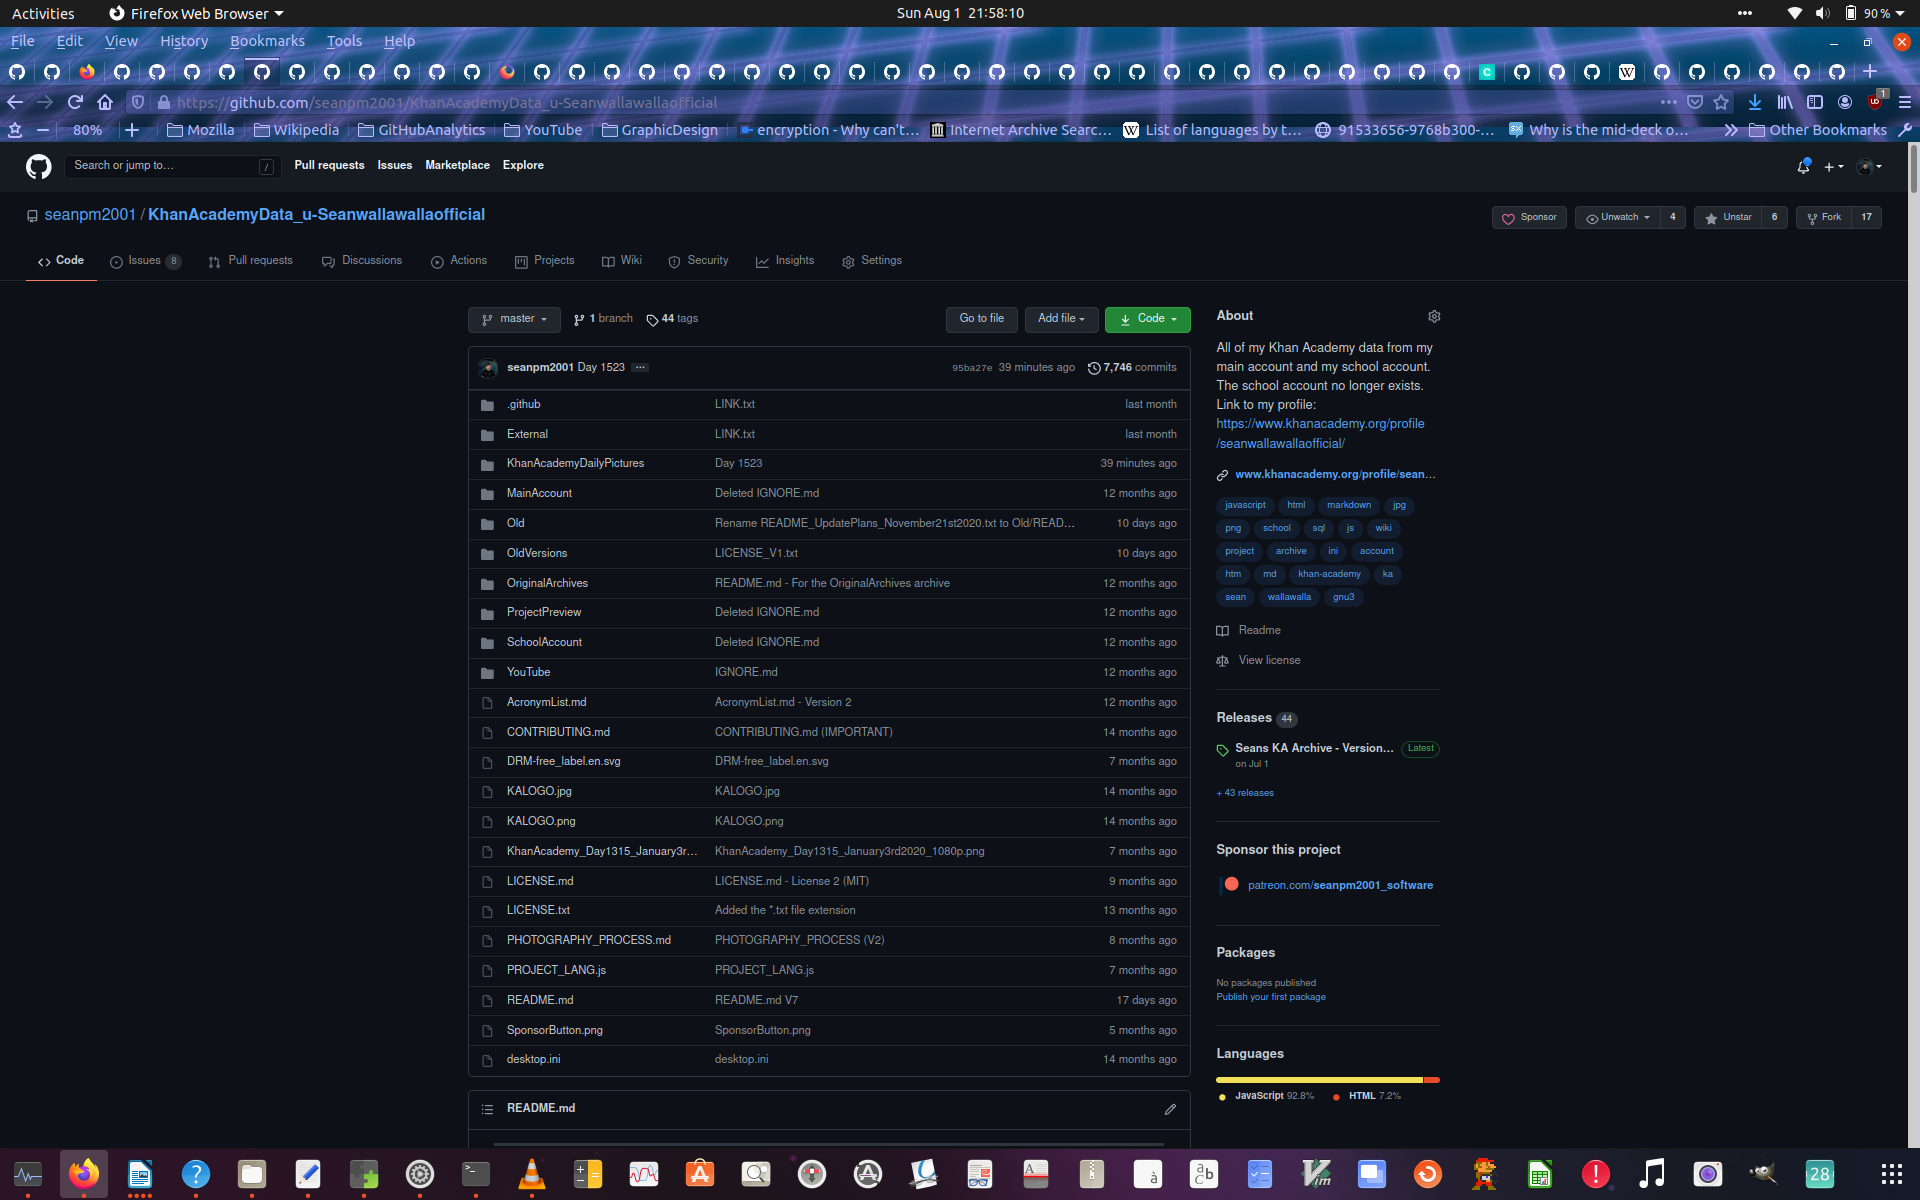 Activities Firefox Web Browser Sun Aug 1 21:58:10 90 %
File Edit View History Bookmarks Tools Help
https://github.com/seanpm2001/KhanAcademyData_u-Seanwallawallaofficial 1
80% Mozilla Wikipedia GitHubAnalytics YouTube GraphicDesign encryption - Why can't… Internet Archive Searc… List of languages by t… 91533656-9768b300-… Why is the mid-deck o… Other Bookmarks
Search or jump to… / Pull requests Issues Marketplace Explore
seanpm2001 / KhanAcademyData_u-Seanwallawallaofficial Sponsor Unwatch 4 Unstar 6 Fork 17
Code Issues 8 Pull requests Discussions Actions Projects Wiki Security Insights Settings
master 1 branch 44 tags Go to file Add file Code
seanpm2001 Day 1523 ... 95ba27e 39 minutes ago 7,746 commits
.github LINK.txt last month
External LINK.txt last month
KhanAcademyDailyPictures Day 1523 39 minutes ago
MainAccount Deleted IGNORE.md 12 months ago
Old Rename README_UpdatePlans_November21st2020.txt to Old/READ… 10 days ago
OldVersions LICENSE_V1.txt 10 days ago
OriginalArchives README.md - For the OriginalArchives archive 12 months ago
ProjectPreview Deleted IGNORE.md 12 months ago
SchoolAccount Deleted IGNORE.md 12 months ago
YouTube IGNORE.md 12 months ago
AcronymList.md AcronymList.md - Version 2 12 months ago
CONTRIBUTING.md CONTRIBUTING.md (IMPORTANT) 14 months ago
DRM-free_label.en.svg DRM-free_label.en.svg 7 months ago
KALOGO.jpg KALOGO.jpg 14 months ago
KALOGO.png KALOGO.png 14 months ago
KhanAcademy_Day1315_January3r… KhanAcademy_Day1315_January3rd2020_1080p.png 7 months ago
LICENSE.md LICENSE.md - License 2 (MIT) 9 months ago
LICENSE.txt Added the *.txt file extension 13 months ago
PHOTOGRAPHY_PROCESS.md PHOTOGRAPHY_PROCESS (V2) 8 months ago
PROJECT_LANG.js PROJECT_LANG.js 7 months ago
README.md README.md V7 17 days ago
SponsorButton.png SponsorButton.png 5 months ago
desktop.ini desktop.ini 14 months ago
README.md
About
All of my Khan Academy data from my
main account and my school account.
The school account no longer exists.
Link to my profile:
https://www.khanacademy.org/profile
/seanwallawallaofficial/
www.khanacademy.org/profile/sean…
javascript html markdown jpg
png school sql js wiki
project archive ini account
htm md khan-academy ka
sean wallawalla gnu3
Readme
View license
Releases 44
Seans KA Archive - Version… Latest
on Jul 1
+ 43 releases
Sponsor this project
patreon.com/seanpm2001_software
Packages
No packages published
Publish your first package
Languages
JavaScript 92.8% HTML 7.2%
28